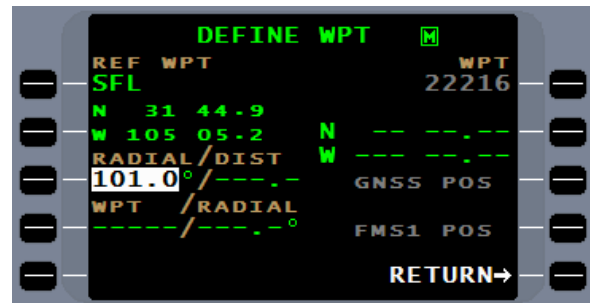 DEFINE WPT M
REF WPT WPT
SFL 22216
N 31 44.9
W 105 05.2 N -- --.--
RADIAL/DIST W --- --.--
101.0°/---.- GNSS POS
WPT /RADIAL
-----/---.-° FMS1 POS
RETURN→